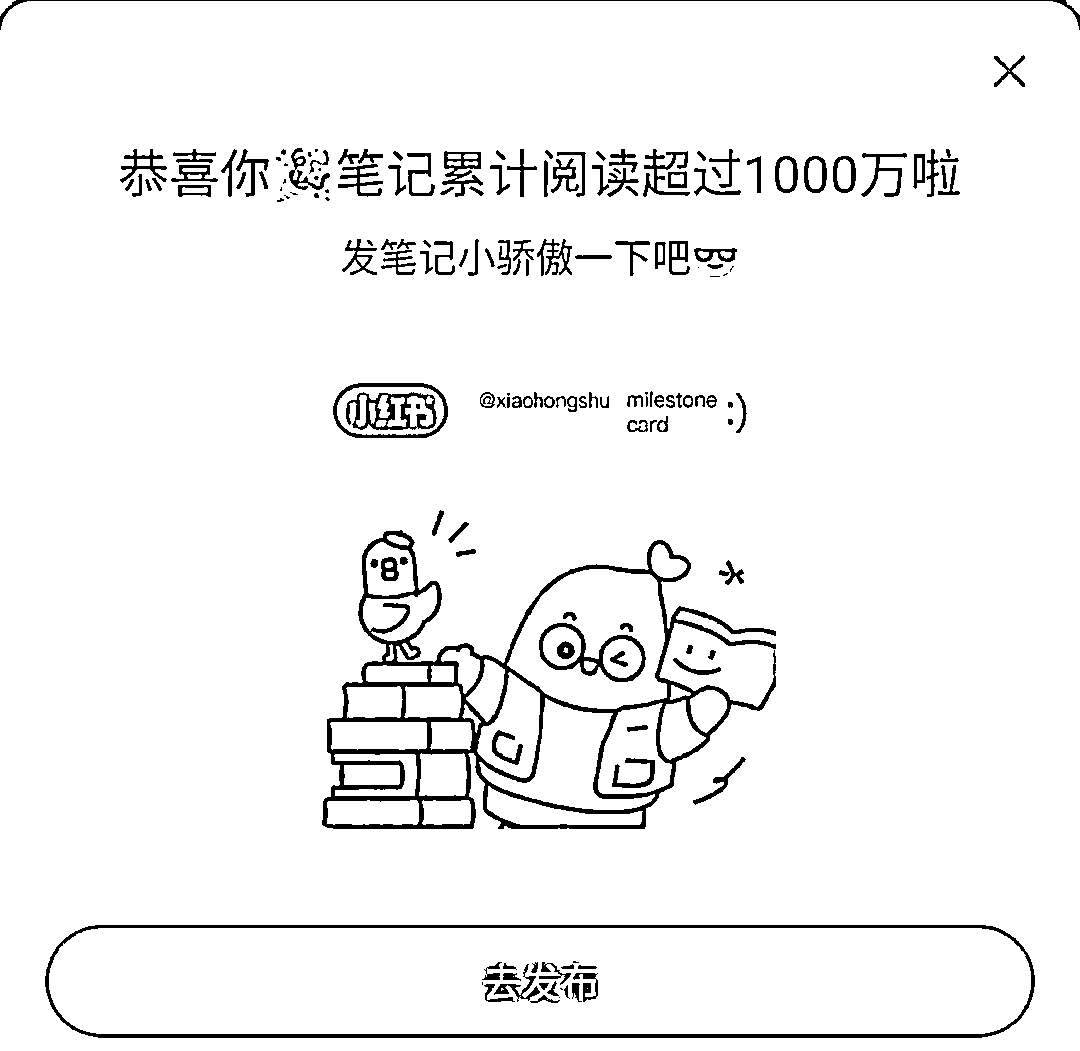 恭喜你🎉笔记累计阅读超过1000万啦
发笔记小骄傲一下吧😎
小红书 @xiaohongshu milestone card :)
去发布